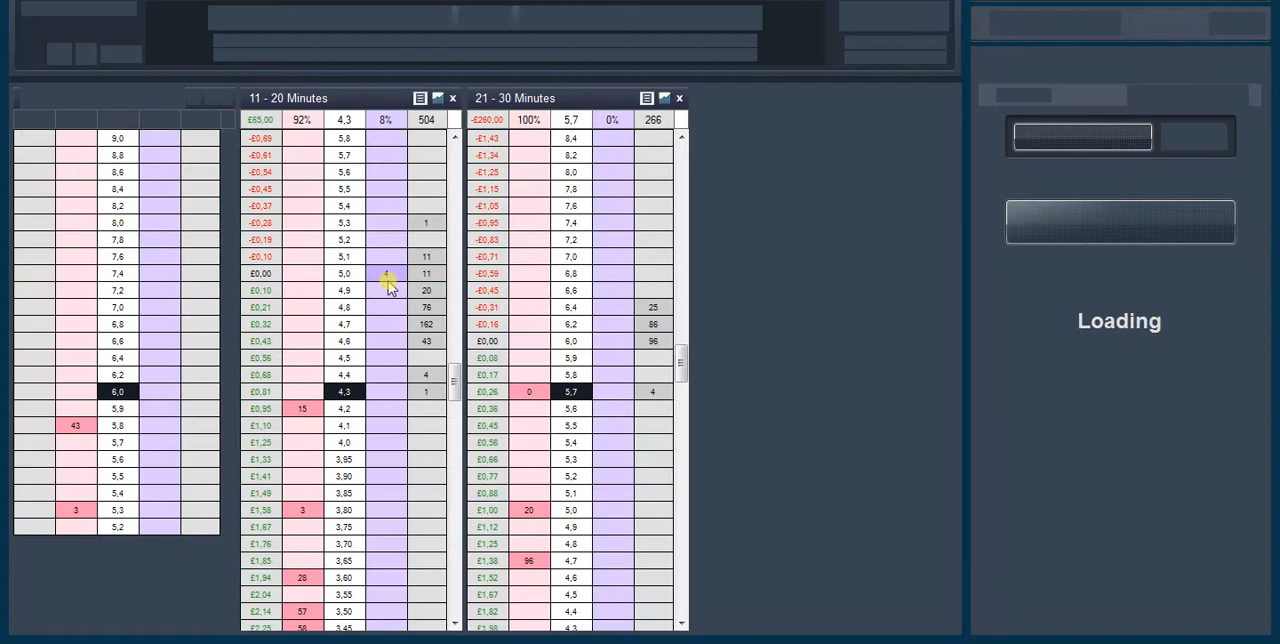 11 - 20 Minutes
21 - 30 Minutes
£65,00 92% 4,3 8% 504
-£260,00 100% 5,7 0% 266
9,0 -£0,69 5,8 -£1,43 8,4
8,8 -£0,61 5,7 -£1,34 8,2
8,6 -£0,54 5,6 -£1,25 8,0
8,4 -£0,45 5,5 -£1,15 7,8
8,2 -£0,37 5,4 -£1,05 7,6
8,0 -£0,28 5,3 1 -£0,95 7,4
7,8 -£0,19 5,2 -£0,83 7,2
7,6 -£0,10 5,1 11 -£0,71 7,0
7,4 £0,00 5,0 4 11 -£0,59 6,8
7,2 £0,10 4,9 20 -£0,45 6,6
7,0 £0,21 4,8 76 -£0,31 6,4 25
6,8 £0,32 4,7 162 -£0,16 6,2 86
6,6 £0,43 4,6 43 £0,00 6,0 96
6,4 £0,56 4,5 £0,08 5,9
6,2 £0,68 4,4 4 £0,17 5,8
6,0 £0,81 4,3 1 £0,26 0 5,7 4
5,9 £0,95 15 4,2 £0,36 5,6
43 5,8 £1,10 4,1 £0,45 5,5
5,7 £1,25 4,0 £0,56 5,4
5,6 £1,33 3,95 £0,66 5,3
5,5 £1,41 3,90 £0,77 5,2
5,4 £1,49 3,85 £0,88 5,1
3 5,3 £1,58 3 3,80 £1,00 20 5,0
5,2 £1,67 3,75 £1,12 4,9
£1,76 3,70 £1,25 4,8
£1,85 3,65 £1,38 96 4,7
£1,94 28 3,60 £1,52 4,6
£2,04 3,55 £1,67 4,5
£2,14 57 3,50 £1,82 4,4
£2,25 58 3,45 £1,98 4,3
Loading